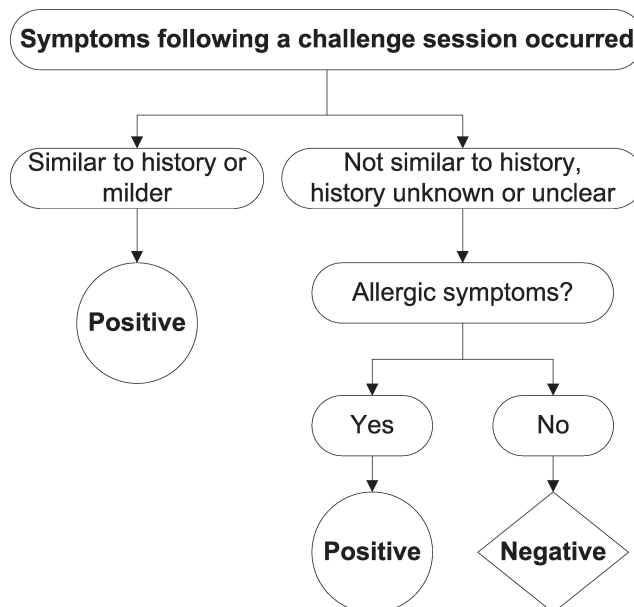 Symptoms following a challenge session occurred
Similar to history or
milder
Not similar to history,
history unknown or unclear
Positive
Allergic symptoms?
Yes
No
Positive
Negative